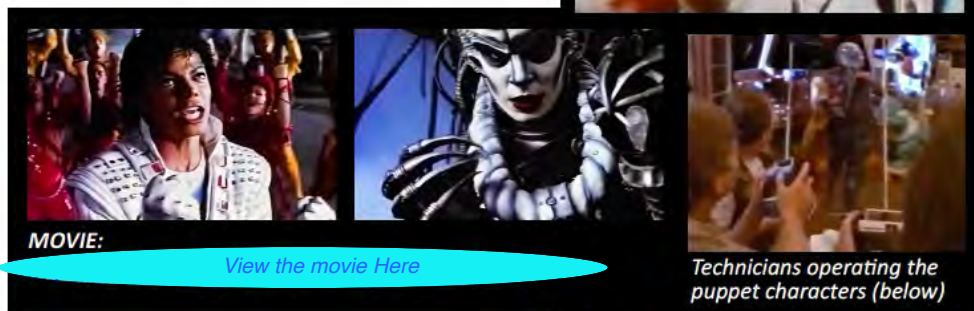 MOVIE:
View the movie Here
Technicians operating the
puppet characters (below)